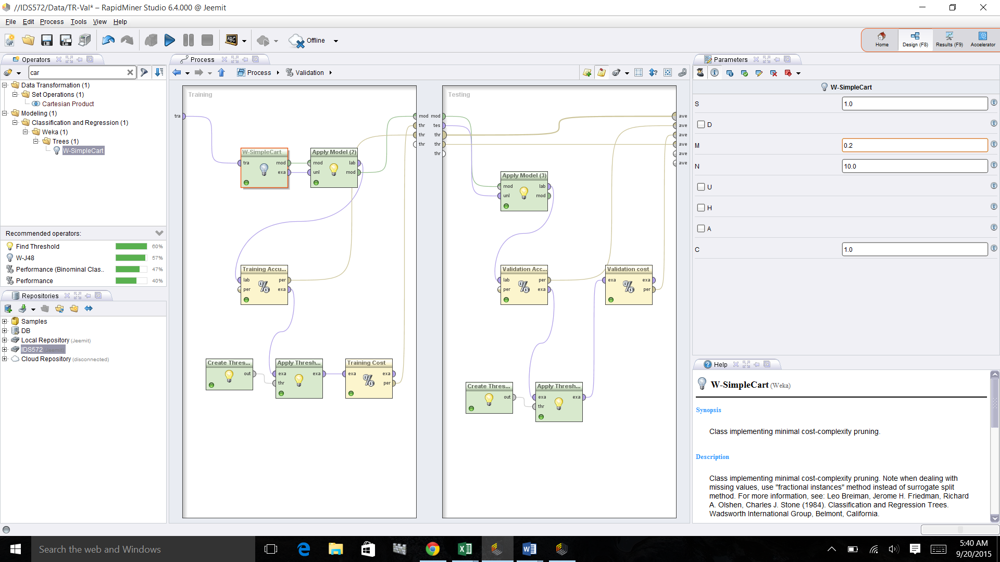 //IDS572/Data/TR-Val* – RapidMiner Studio 6.4.000 @ Jeemit
File Edit Process Tools View Help
ABC Offline
Home Design (F8) Results (F9) Accelerator
Operators
car
Data Transformation (1)
Set Operations (1)
Cartesian Product
Modeling (1)
Classification and Regression (1)
Weka (1)
Trees (1)
W-SimpleCart
Recommended operators:
Find Threshold 60%
W-J48 57%
Performance (Binominal Clas.. 47%
Performance 40%
Repositories
Samples
DB
Local Repository (Jeemit)
IDS572 (Jeemit)
Cloud Repository (disconnected)
Process
Process Validation
Training
tra
mod
thr
thr
thr
W-SimpleCart
tra mod
exa
Apply Model (2)
mod lab
unl mod
Training Accu...
lab per
per exa
Create Thres...
out
Apply Thresh...
exa exa
thr
Training Cost
exa exa
per
Testing
mod
tes
thr
thr
thr
ave
ave
ave
ave
ave
ave
Apply Model (3)
mod lab
unl mod
Validation Acc...
lab per
per exa
Validation cost
exa exa
per
Create Thres...
out
Apply Thresh...
exa exa
thr
Parameters
W-SimpleCart
S 1.0
D
M 0.2
N 10.0
U
H
A
C 1.0
Help
W-SimpleCart (Weka)
Synopsis
Class implementing minimal cost-complexity pruning.
Description
Class implementing minimal cost-complexity pruning. Note when dealing with
missing values, use "fractional instances" method instead of surrogate split
method. For more information, see: Leo Breiman, Jerome H. Friedman, Richard
A. Olshen, Charles J. Stone (1984). Classification and Regression Trees.
Wadsworth International Group, Belmont, California.
Search the web and Windows
5:40 AM
9/20/2015